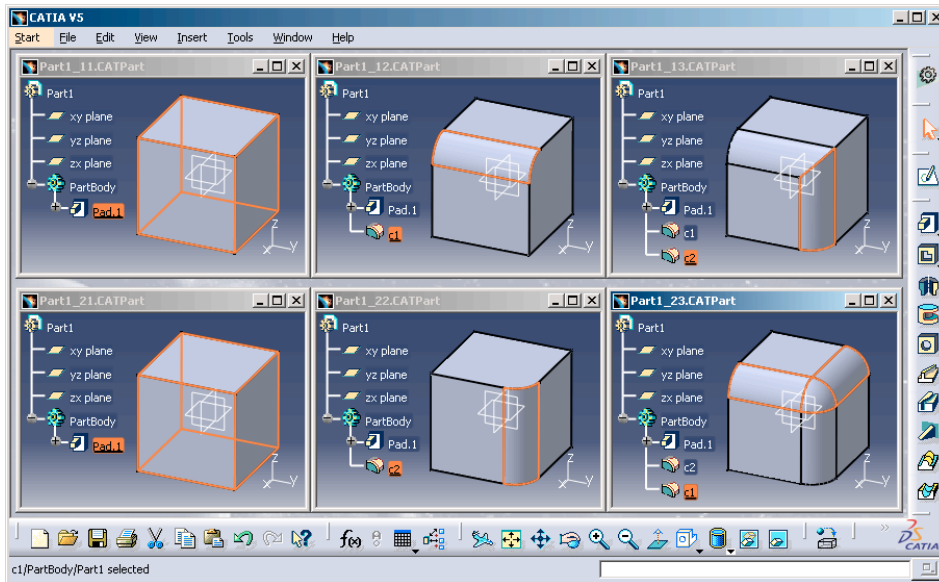 CATIA V5
Start File Edit View Insert Tools Window Help
Part1_11.CATPart
Part1
xy plane
yz plane
zx plane
PartBody
Pad.1
z
x y
Part1_12.CATPart
Part1
xy plane
yz plane
zx plane
PartBody
Pad.1
c1
z
x y
Part1_13.CATPart
Part1
xy plane
yz plane
zx plane
PartBody
Pad.1
c1
c2
z
x y
Part1_21.CATPart
Part1
xy plane
yz plane
zx plane
PartBody
Pad.1
z
x y
Part1_22.CATPart
Part1
xy plane
yz plane
zx plane
PartBody
Pad.1
c2
z
x y
Part1_23.CATPart
Part1
xy plane
yz plane
zx plane
PartBody
Pad.1
c2
c1
z
x y
f(x)
CATIA
c1/PartBody/Part1 selected